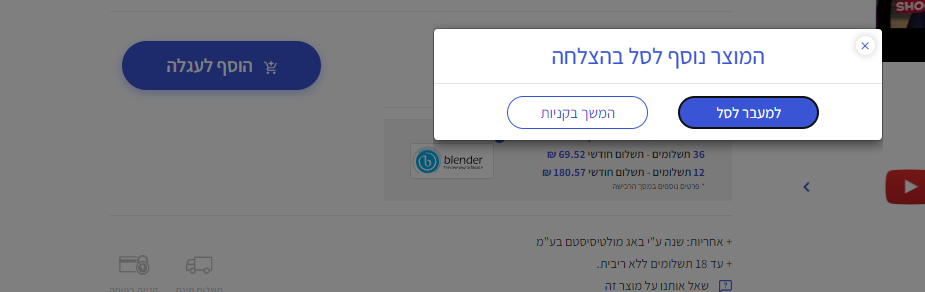 SHO
המוצר נוסף לסל בהצלחה
למעבר לסל
המשך בקניות
הוסף לעגלה
blender
36 תשלומים - תשלום חודשי 69.52 ₪
12 תשלומים - תשלום חודשי 180.57 ₪
* פרטים נוספים במסך הרכישה
+ אחריות: שנה ע"י באג מולטיסיסטם בע"מ
+ עד 18 תשלומים ללא ריבית.
שאל אותנו על מוצר זה